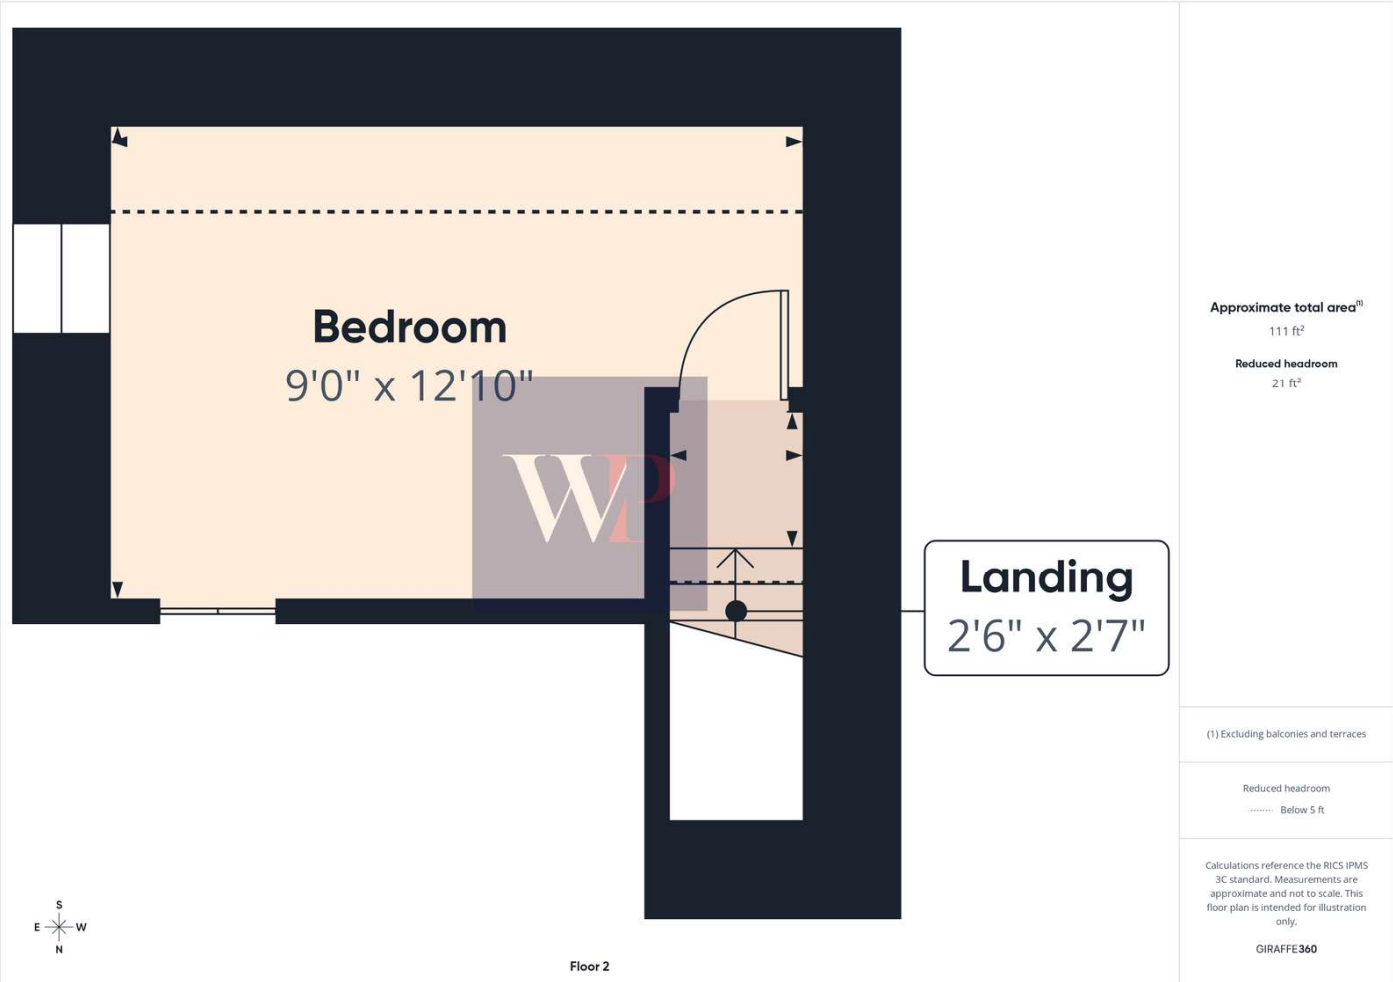 Bedroom
9'0" x 12'10"
WP
Landing
2'6" x 2'7"
S
E W
N
Floor 2
Approximate total area(1)
111 ft²
Reduced headroom
21 ft²
(1) Excluding balconies and terraces
Reduced headroom
Below 5 ft
Calculations reference the RICS IPMS
3C standard. Measurements are
approximate and not to scale. This
floor plan is intended for illustration
only.
GIRAFFE360